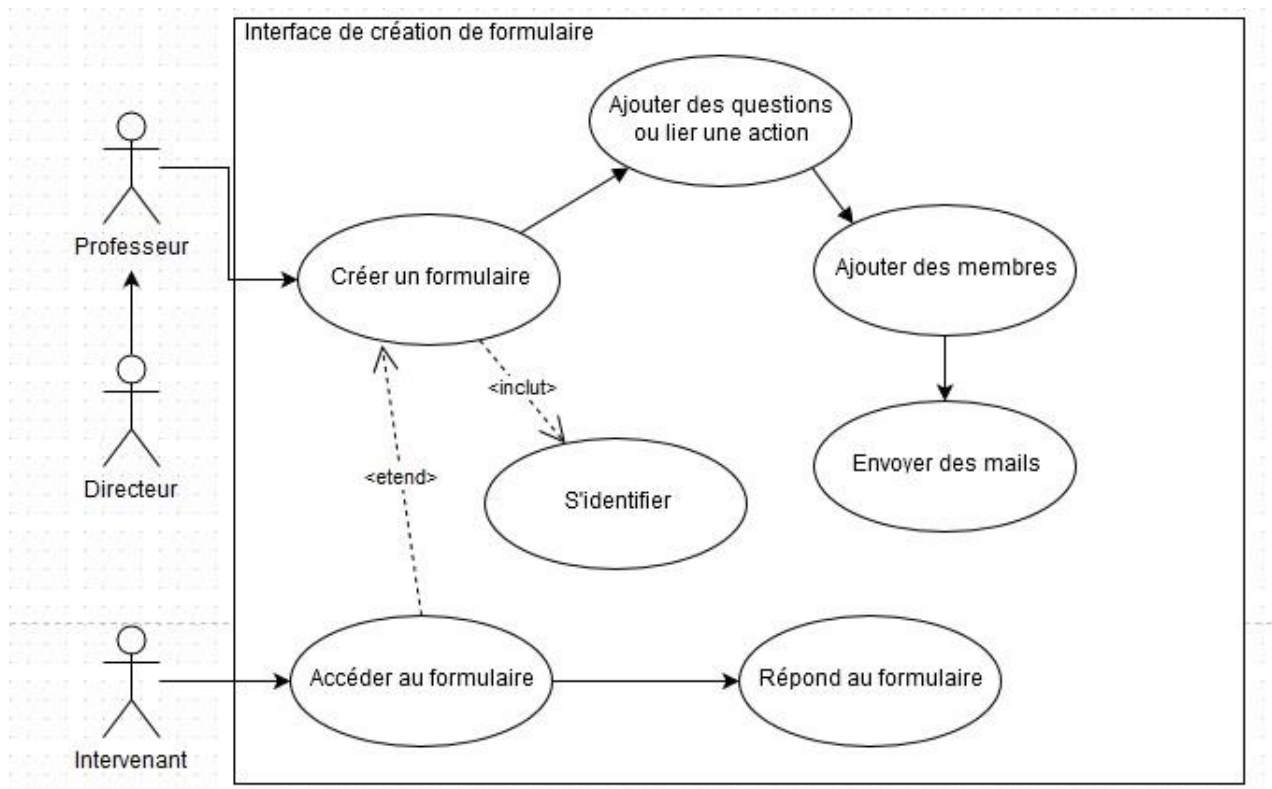 Interface de création de formulaire
Ajouter des questions
ou lier une action
Professeur
Créer un formulaire
Ajouter des membres
<inclut>
Envoyer des mails
<etend>
Directeur
S'identifier
Accéder au formulaire
Répond au formulaire
Intervenant